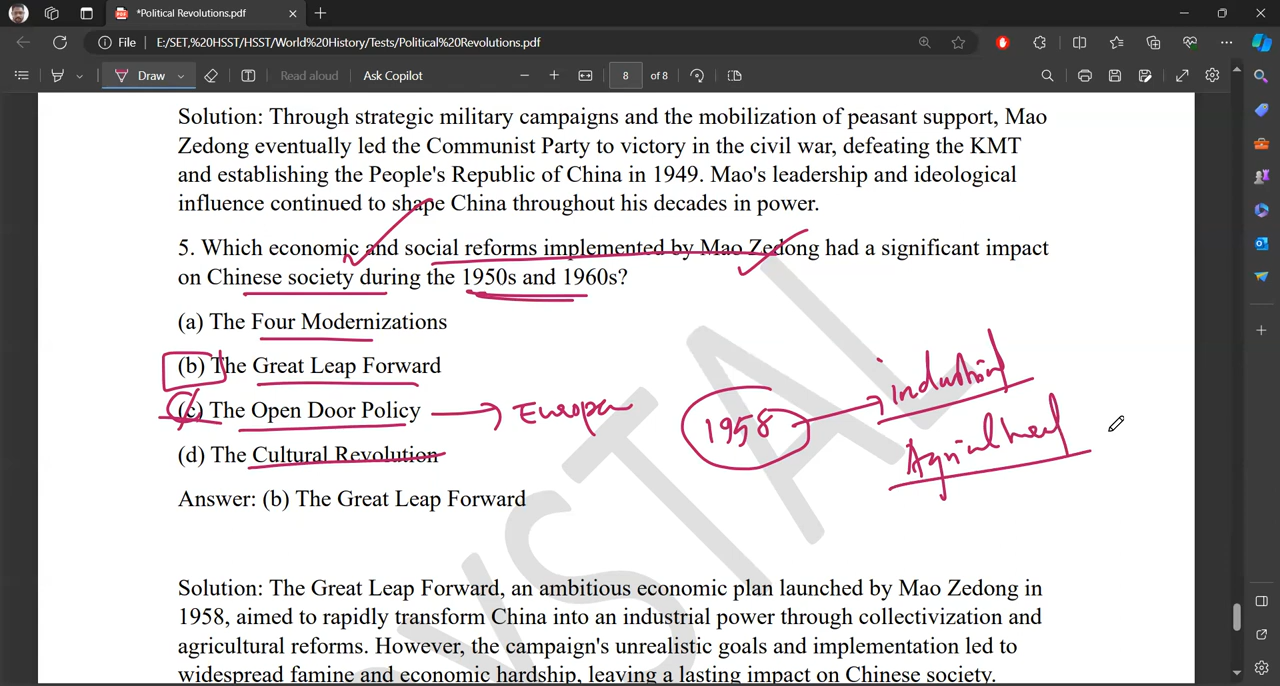 *Political Revolutions.pdf
File E:/SET,%20HSST/HSST/World%20History/Tests/Political%20Revolutions.pdf
Draw Read aloud Ask Copilot 8 of 8
Solution: Through strategic military campaigns and the mobilization of peasant support, Mao
Zedong eventually led the Communist Party to victory in the civil war, defeating the KMT
and establishing the People's Republic of China in 1949. Mao's leadership and ideological
influence continued to shape China throughout his decades in power.
5. Which economic and social reforms implemented by Mao Zedong had a significant impact
on Chinese society during the 1950s and 1960s?
(a) The Four Modernizations
(b) The Great Leap Forward
(c) The Open Door Policy
(d) The Cultural Revolution
Answer: (b) The Great Leap Forward
1958
Solution: The Great Leap Forward, an ambitious economic plan launched by Mao Zedong in
1958, aimed to rapidly transform China into an industrial power through collectivization and
agricultural reforms. However, the campaign's unrealistic goals and implementation led to
widespread famine and economic hardship, leaving a lasting impact on Chinese society.